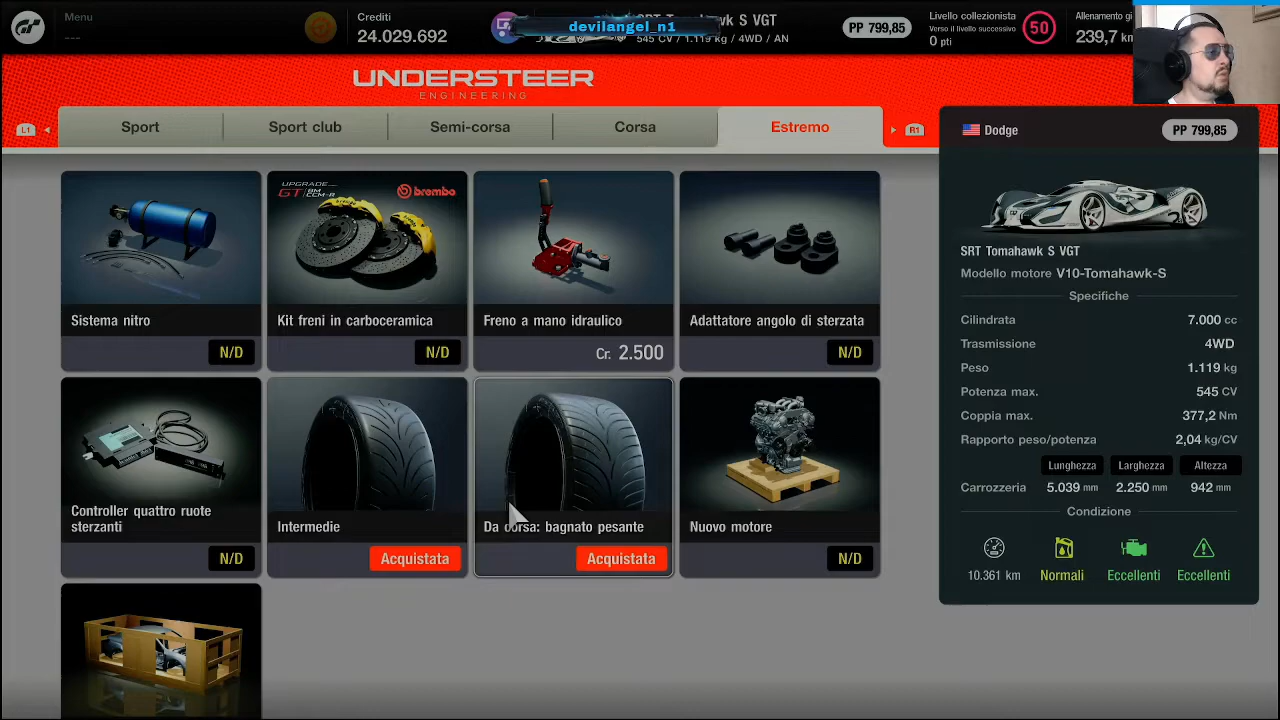 Menu
---
Crediti
24.029.692
devilangel_n1
545 CV / 1.119 kg / 4WD / AN
PP 799,85
Livello collezionista
Verso il livello successivo
0 pti
50
Allenamento gi
239,7 km
UNDERSTEER
ENGINEERING
L1
Sport
Sport club
Semi-corsa
Corsa
Estremo
R1
Sistema nitro
N/D
UPGRADE
GT
brembo
Kit freni in carboceramica
N/D
Freno a mano idraulico
Cr. 2.500
Adattatore angolo di sterzata
N/D
Controller quattro ruote
sterzanti
N/D
Intermedie
Acquistata
Da corsa: bagnato pesante
Acquistata
Nuovo motore
N/D
Dodge
PP 799,85
SRT Tomahawk S VGT
Modello motore V10-Tomahawk-S
Specifiche
Cilindrata 7.000 cc
Trasmissione 4WD
Peso 1.119 kg
Potenza max. 545 CV
Coppia max. 377,2 Nm
Rapporto peso/potenza 2,04 kg/CV
Lunghezza Larghezza Altezza
Carrozzeria 5.039 mm 2.250 mm 942 mm
Condizione
10.361 km Normali Eccellenti Eccellenti